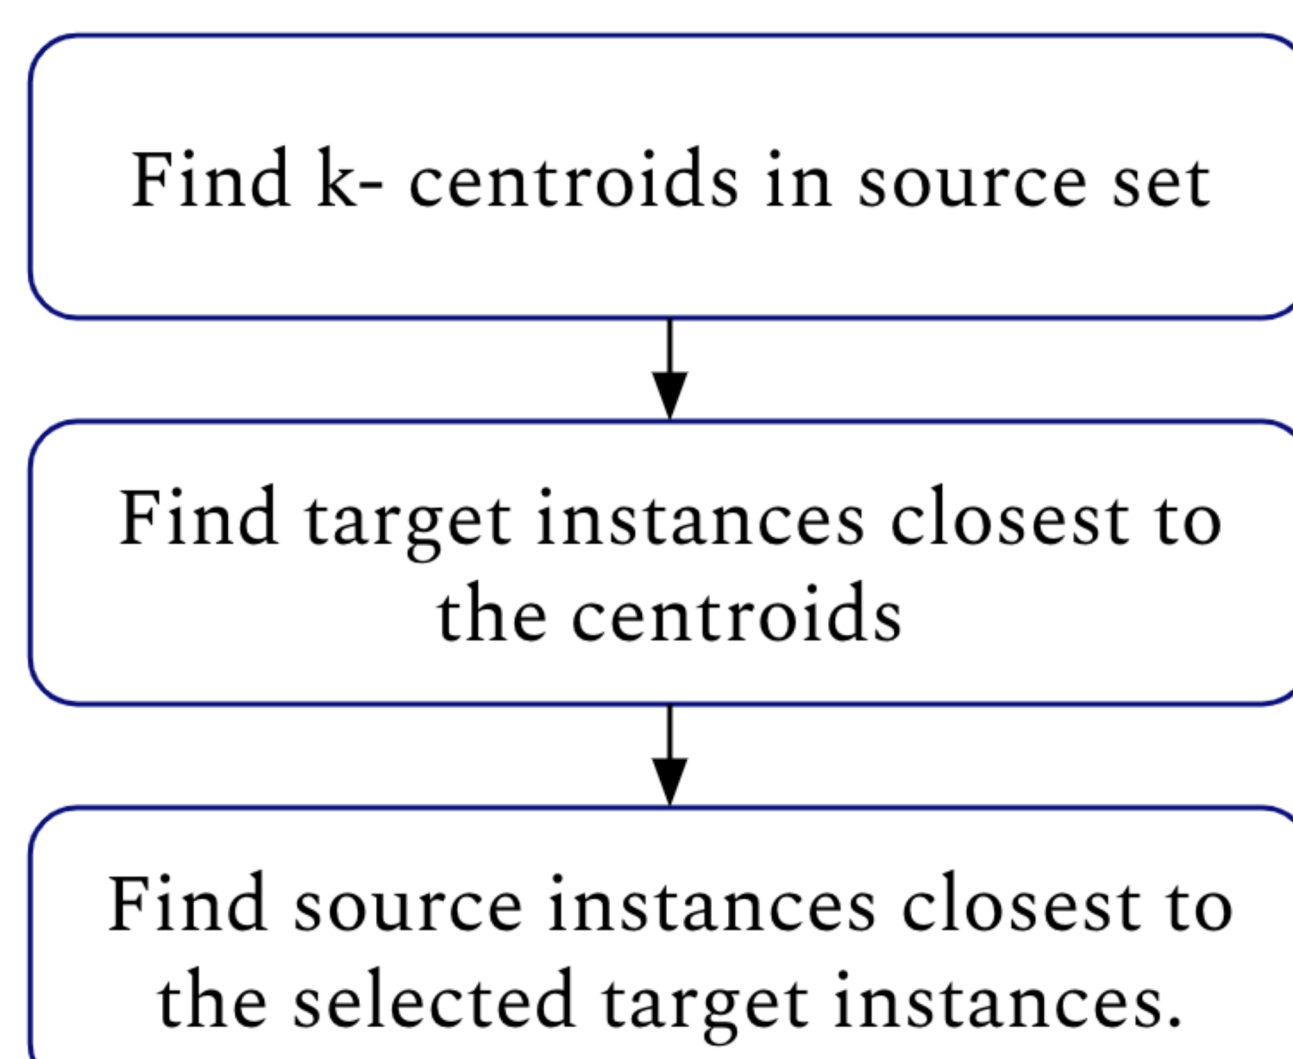 Find k- centroids in source set
Find target instances closest to
the centroids
Find source instances closest to
the selected target instances.